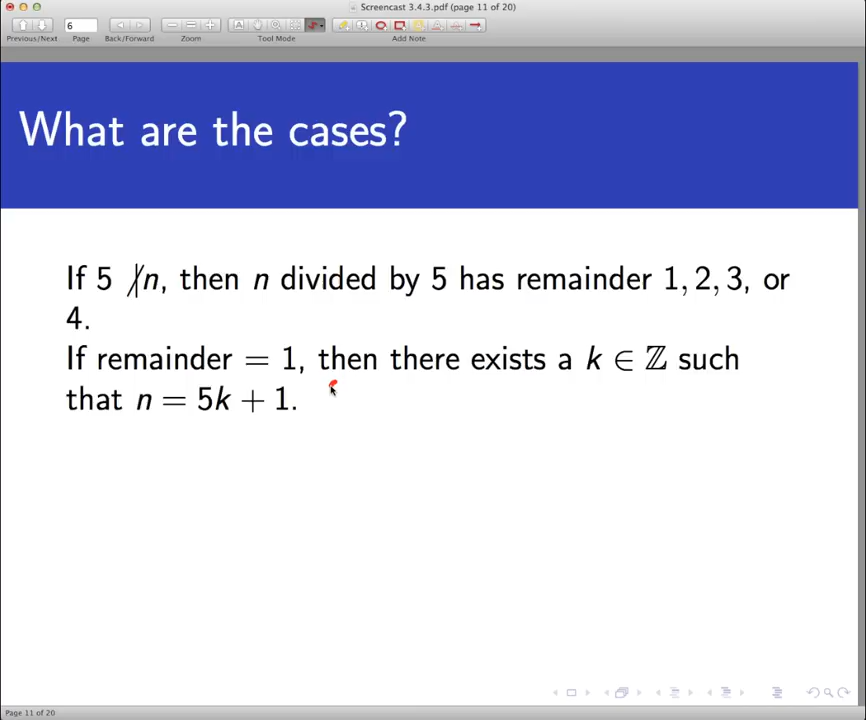 Screencast 3.4.3.pdf (page 11 of 20)
6
Previous/Next Page Back/Forward Zoom Tool Mode Add Note
What are the cases?
If 5 ∤ n, then n divided by 5 has remainder 1, 2, 3, or
4.
If remainder = 1, then there exists a k ∈ ℤ such
that n = 5k + 1.
Page 11 of 20